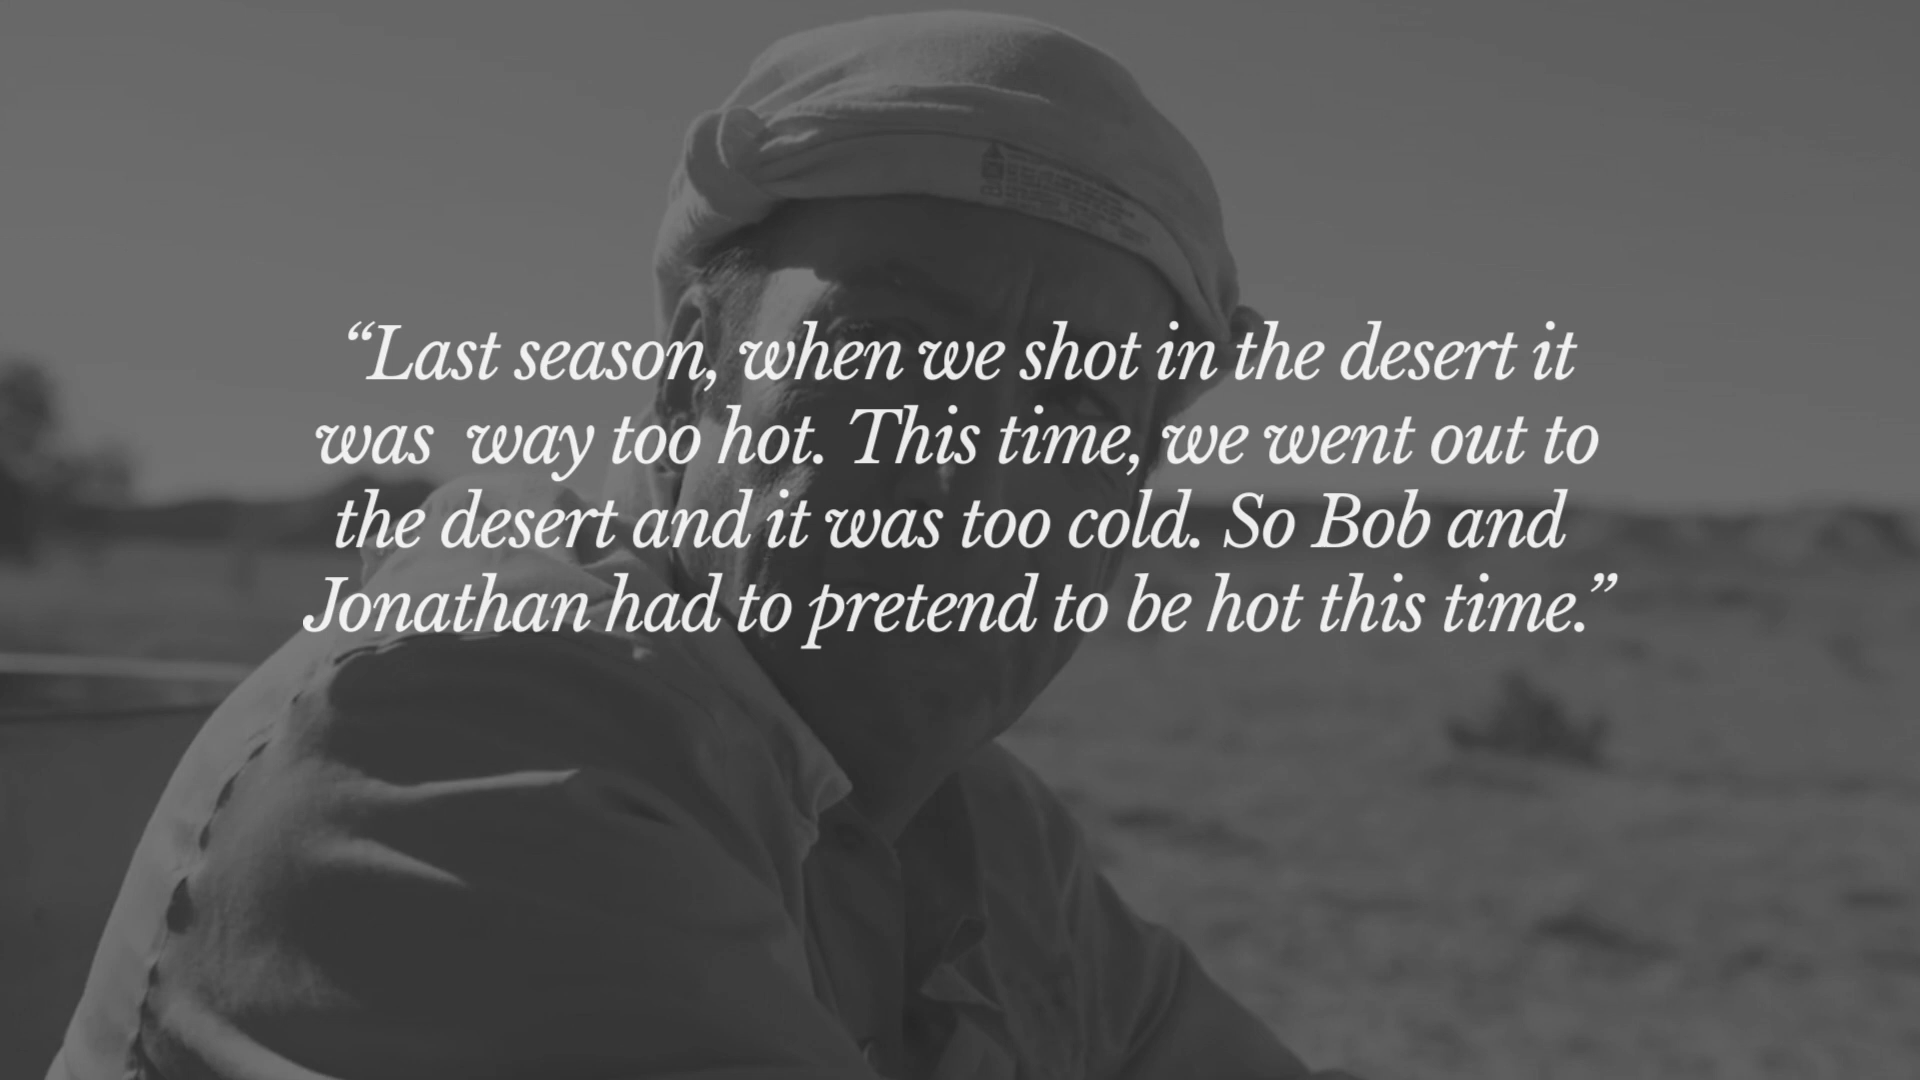 “Last season, when we shot in the desert it
was  way too hot. This time, we went out to
the desert and it was too cold. So Bob and
Jonathan had to pretend to be hot this time.”